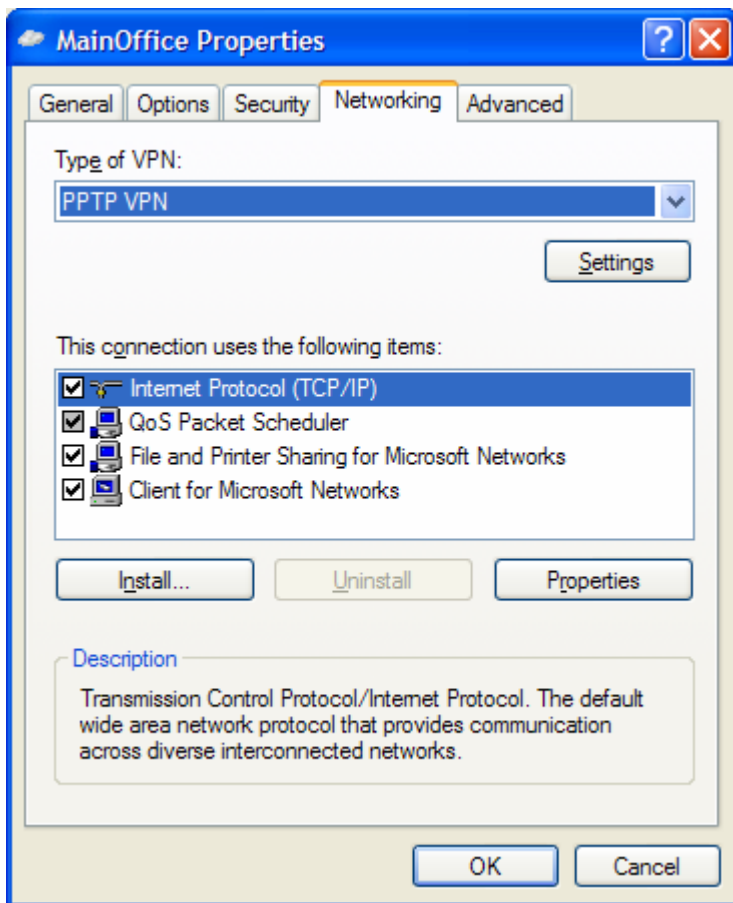 MainOffice Properties
General Options Security Networking Advanced
Type of VPN:
PPTP VPN
Settings
This connection uses the following items:
Internet Protocol (TCP/IP)
QoS Packet Scheduler
File and Printer Sharing for Microsoft Networks
Client for Microsoft Networks
Install... Uninstall Properties
Description
Transmission Control Protocol/Internet Protocol. The default
wide area network protocol that provides communication
across diverse interconnected networks.
OK Cancel